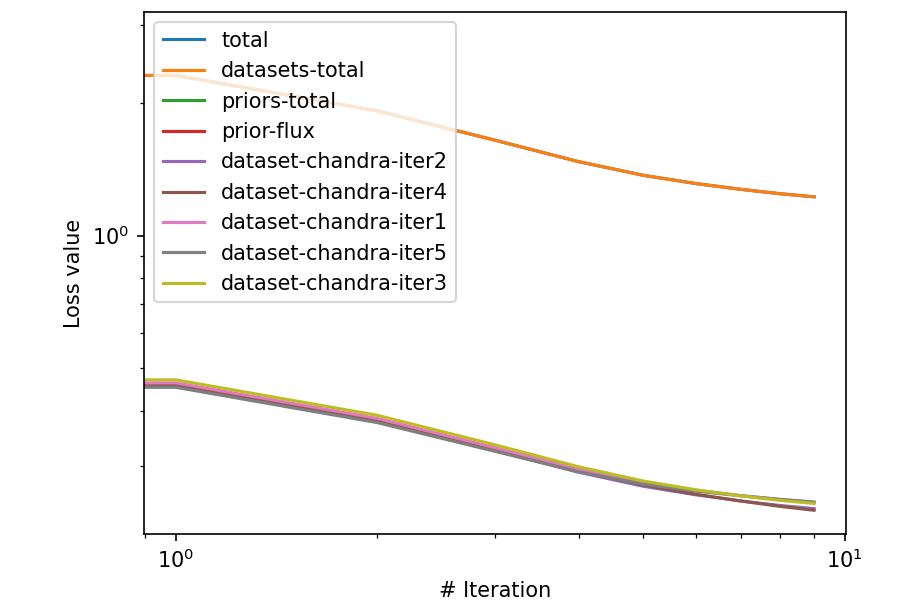 total
datasets-total
priors-total
prior-flux
dataset-chandra-iter2
dataset-chandra-iter4
dataset-chandra-iter1
dataset-chandra-iter5
dataset-chandra-iter3
Loss value
10⁰
10⁰
10¹
# Iteration